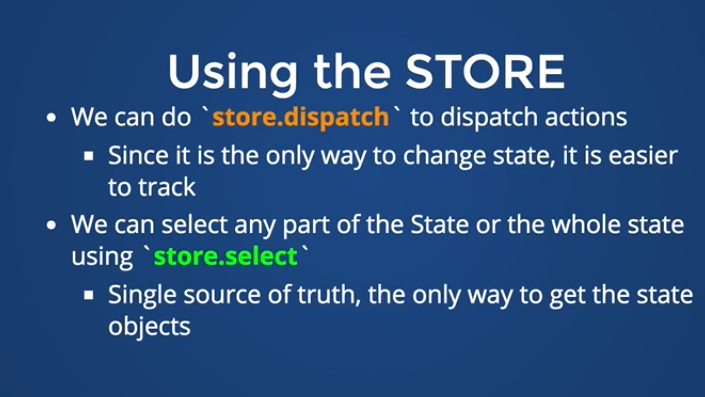 Using the STORE
• We can do `store.dispatch` to dispatch actions
▪ Since it is the only way to change state, it is easier
to track
• We can select any part of the State or the whole state
using `store.select`
▪ Single source of truth, the only way to get the state
objects